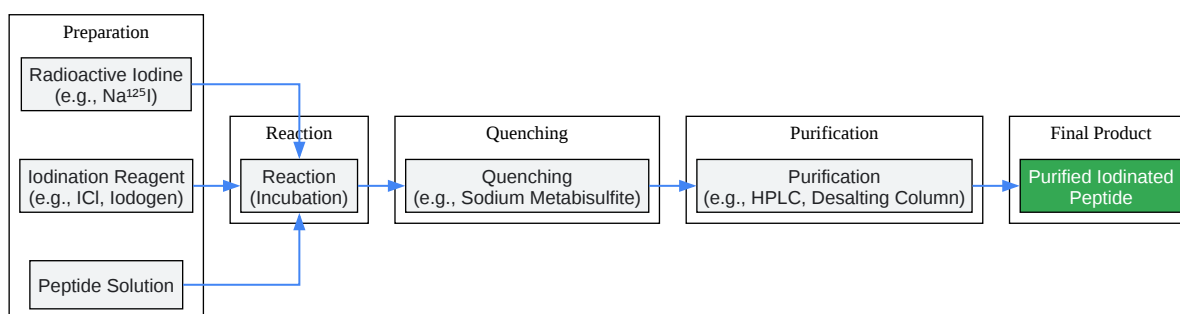 Preparation
Radioactive Iodine
(e.g., Na¹²⁵I)
Iodination Reagent
(e.g., ICl, Iodogen)
Peptide Solution
Reaction
Reaction
(Incubation)
Quenching
Quenching
(e.g., Sodium Metabisulfite)
Purification
Purification
(e.g., HPLC, Desalting Column)
Final Product
Purified Iodinated
Peptide